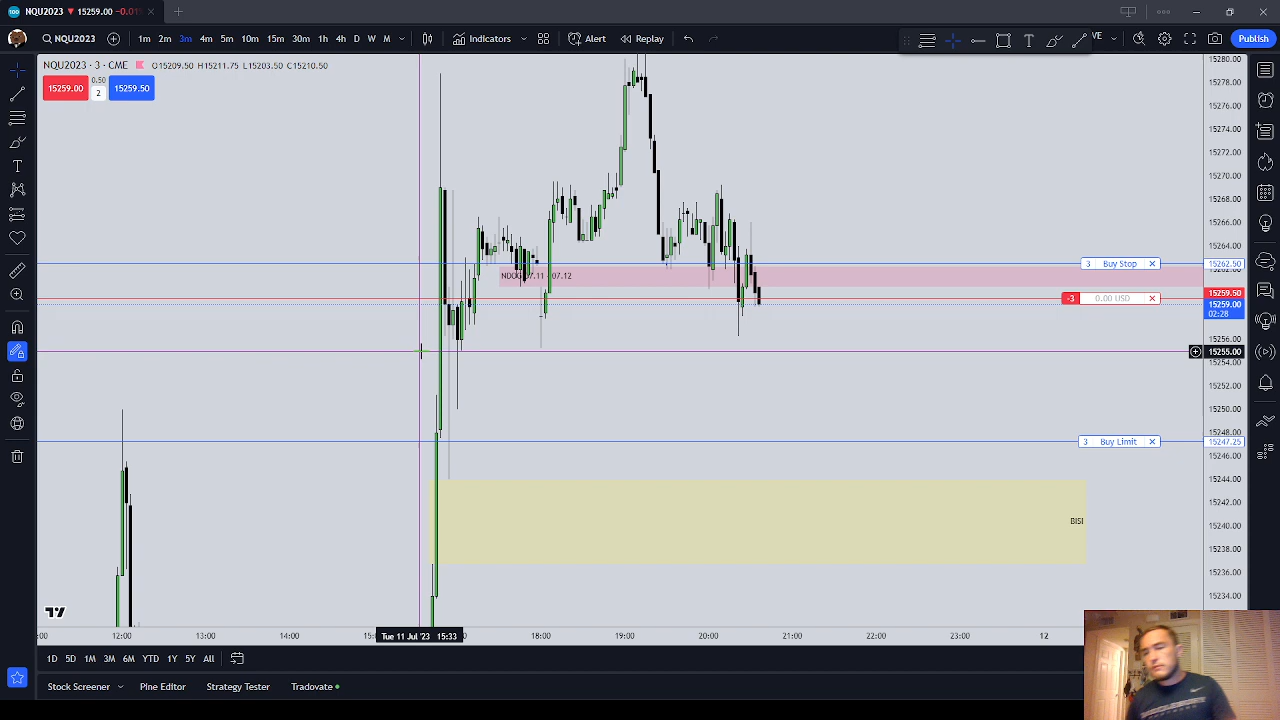 NQU2023 ▼ 15259.00 −0.01
NQU2023 1m 2m 3m 4m 5m 10m 15m 30m 1h 4h D W M Indicators Alert Replay VE Publish
NQU2023 · 3 · CME O15209.50 H15211.75 L15203.50 C15210.50
15259.00 0.50 2 15259.50
15280.00
15278.00
15276.00
15274.00
15272.00
15270.00
15268.00
15266.00
15264.00
3 Buy Stop 15262.50
15259.50
-3 0.00 USD
15259.00
02:28
15256.00
15255.00
15254.00
15252.00
15250.00
15248.00
3 Buy Limit 15247.25
15246.00
15244.00
15242.00
BISI
15240.00
15238.00
15236.00
15234.00
:00 12:00 13:00 14:00 Tue 11 Jul '23 15:33 18:00 19:00 20:00 21:00 22:00 23:00 12
1D 5D 1M 3M 6M YTD 1Y 5Y All
Stock Screener Pine Editor Strategy Tester Tradovate